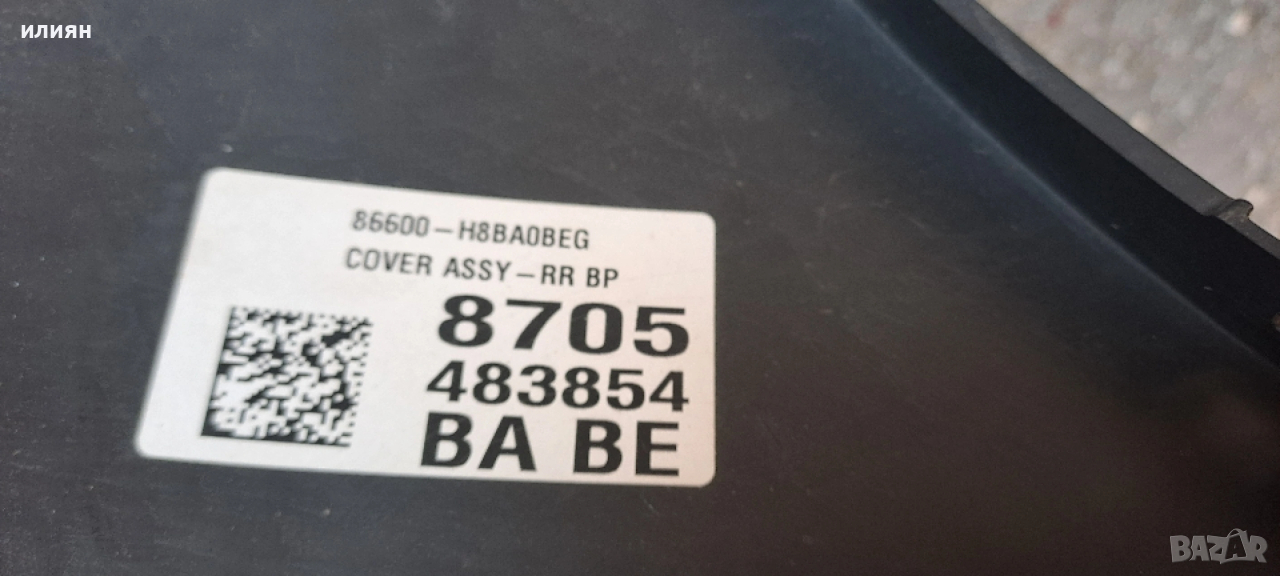 илиян
86600-H8BA0BEG
COVER ASSY-RR BP
8705
483854
BA BE
BAZAR